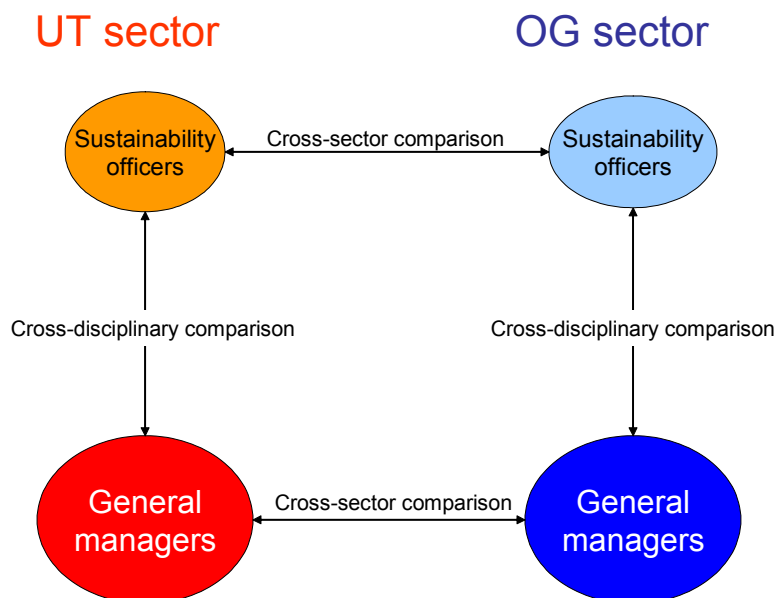 UT sector
OG sector
Sustainability
officers
Cross-sector comparison
Sustainability
officers
Cross-disciplinary comparison
Cross-disciplinary comparison
General
managers
Cross-sector comparison
General
managers